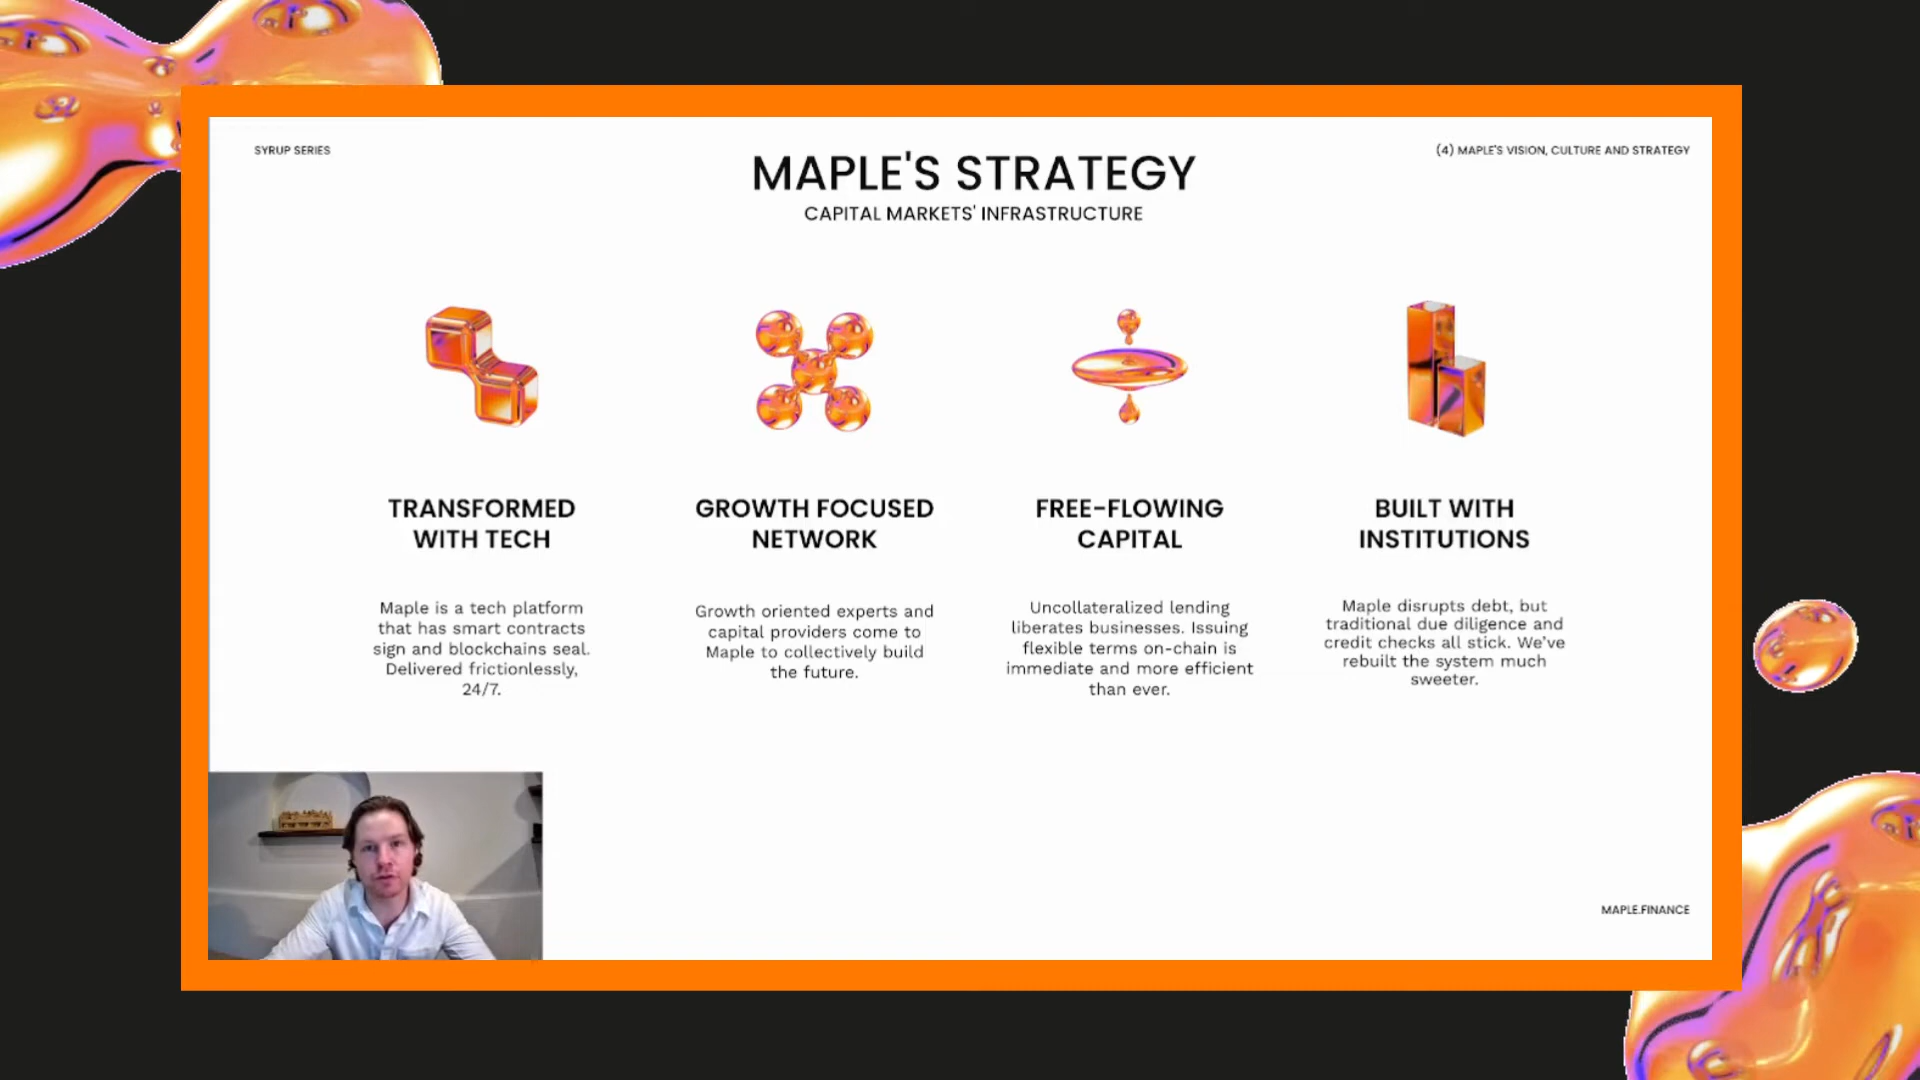 SYRUP SERIES
(4) MAPLE'S VISION, CULTURE AND STRATEGY
MAPLE'S STRATEGY
CAPITAL MARKETS' INFRASTRUCTURE
TRANSFORMED
WITH TECH
Maple is a tech platform
that has smart contracts
sign and blockchains seal.
Delivered frictionlessly,
24/7.
GROWTH FOCUSED
NETWORK
Growth oriented experts and
capital providers come to
Maple to collectively build
the future.
FREE-FLOWING
CAPITAL
Uncollateralized lending
liberates businesses. Issuing
flexible terms on-chain is
immediate and more efficient
than ever.
BUILT WITH
INSTITUTIONS
Maple disrupts debt, but
traditional due diligence and
credit checks all stick. We've
rebuilt the system much
sweeter.
MAPLE.FINANCE